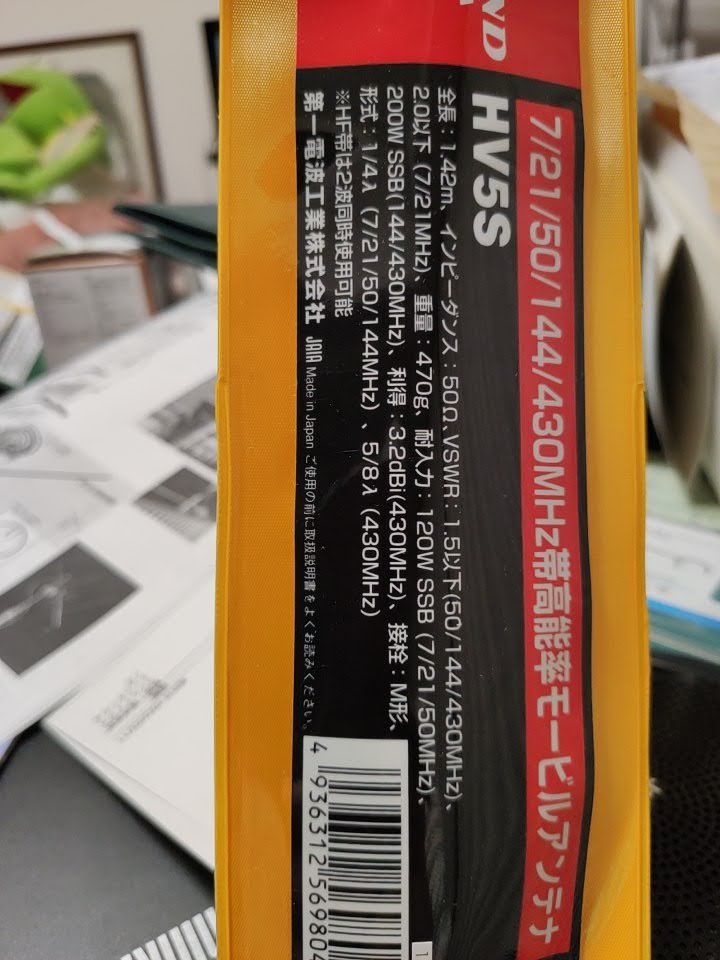 ND
7/21/50/144/430MHz帯高能率モービルアンテナ
HV5S
全長：1.42m、インピーダンス：50Ω、VSWR：1.5以下(50/144/430MHz)、
2.0以下(7/21MHz)、重量：470g、耐入力：120W SSB (7/21/50MHz)、
200W SSB(144/430MHz)、利得：3.2dBi(430MHz)、接栓：M形、
形式：1/4λ (7/21/50/144MHz)、5/8λ (430MHz)
※HF帯は2波同時使用可能
第一電波工業株式会社 JAIA Made in Japan ご使用の前に取扱説明書をよくお読みください。
4 936312 569804